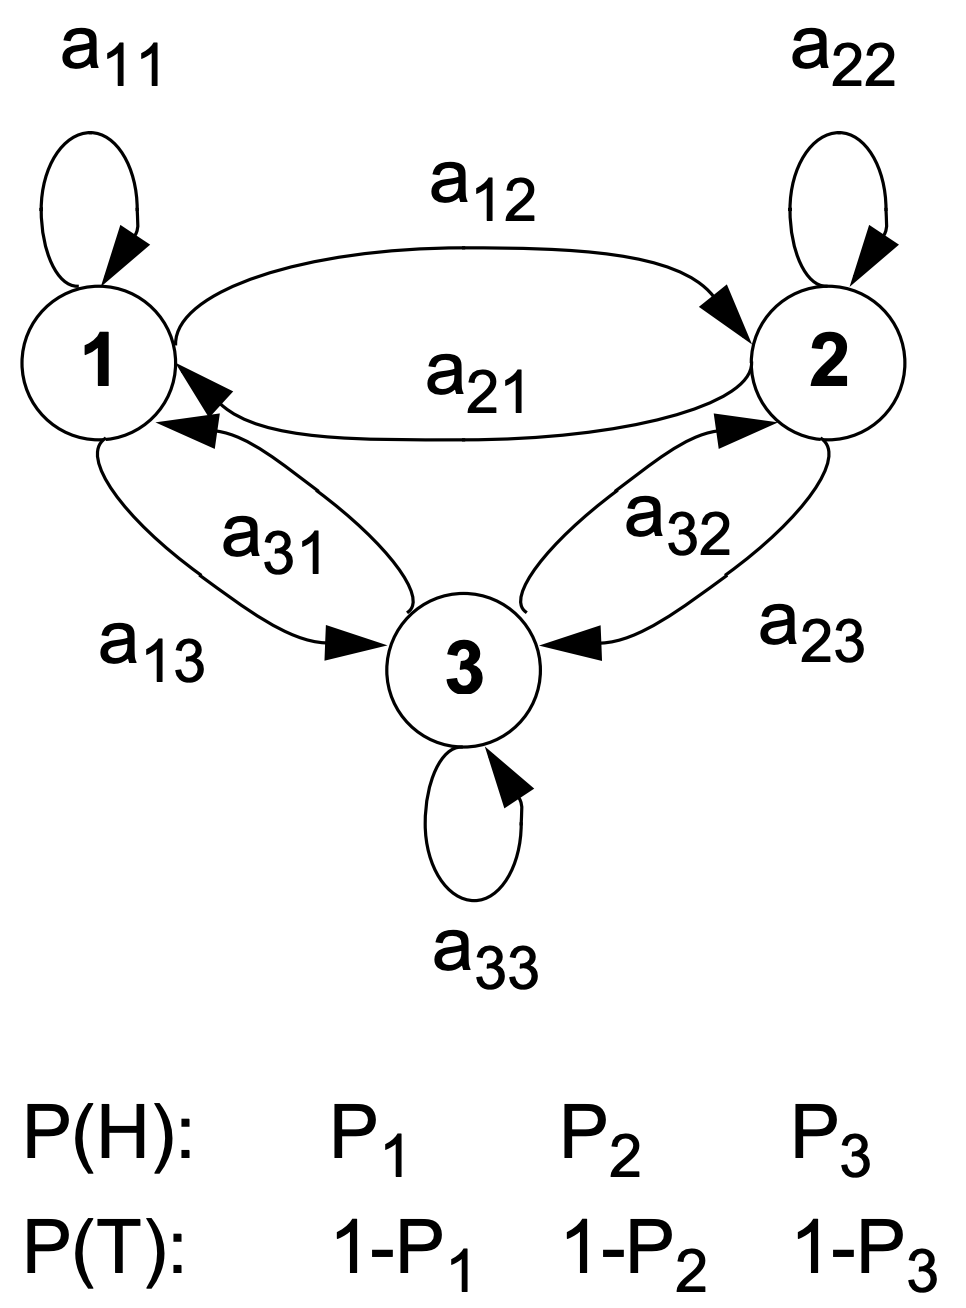 a11 a22
a12
1 a21 2
a31 a32
a13 a23
3
a33
P(H): P1 P2 P3
P(T): 1-P1 1-P2 1-P3